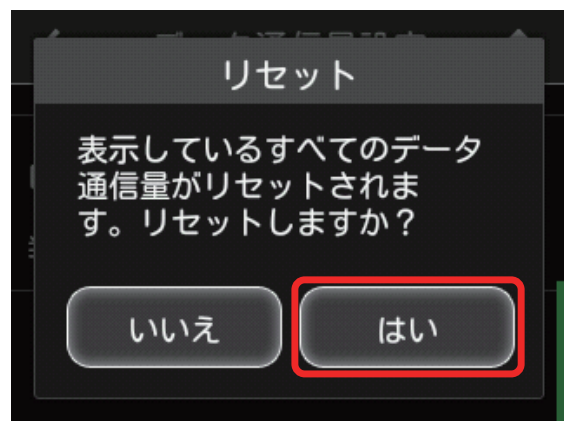 リセット
表示しているすべてのデータ
通信量がリセットされま
す。リセットしますか？
いいえ
はい